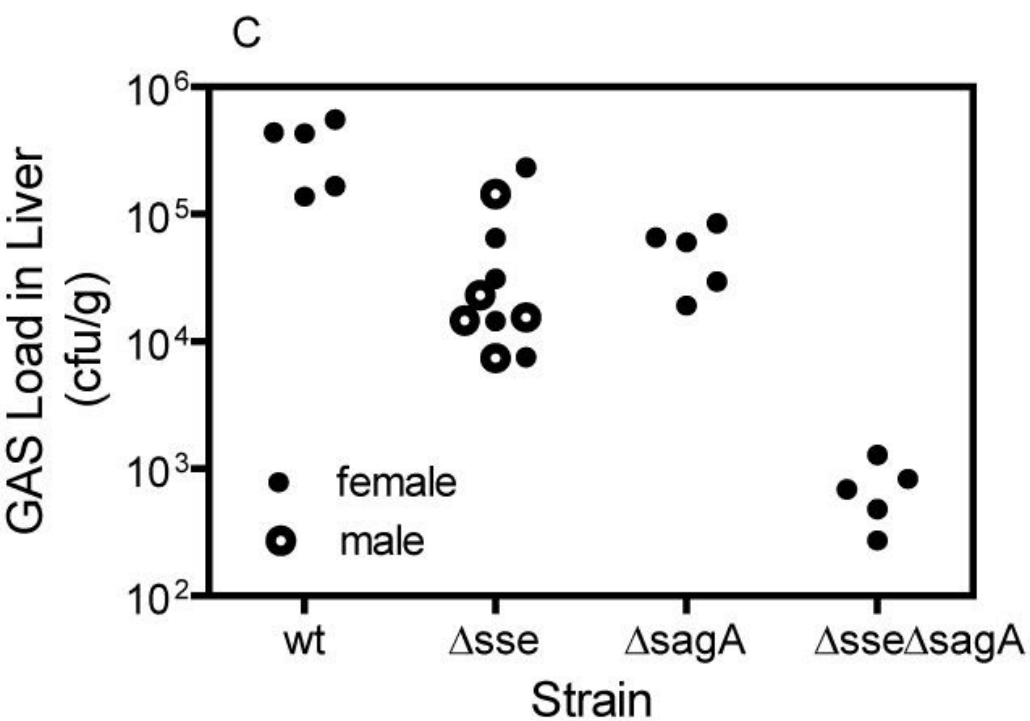 C
GAS Load in Liver
(cfu/g)
10⁶
10⁵
10⁴
10³
10²
female
male
wt
Δsse
ΔsagA
ΔsseΔsagA
Strain